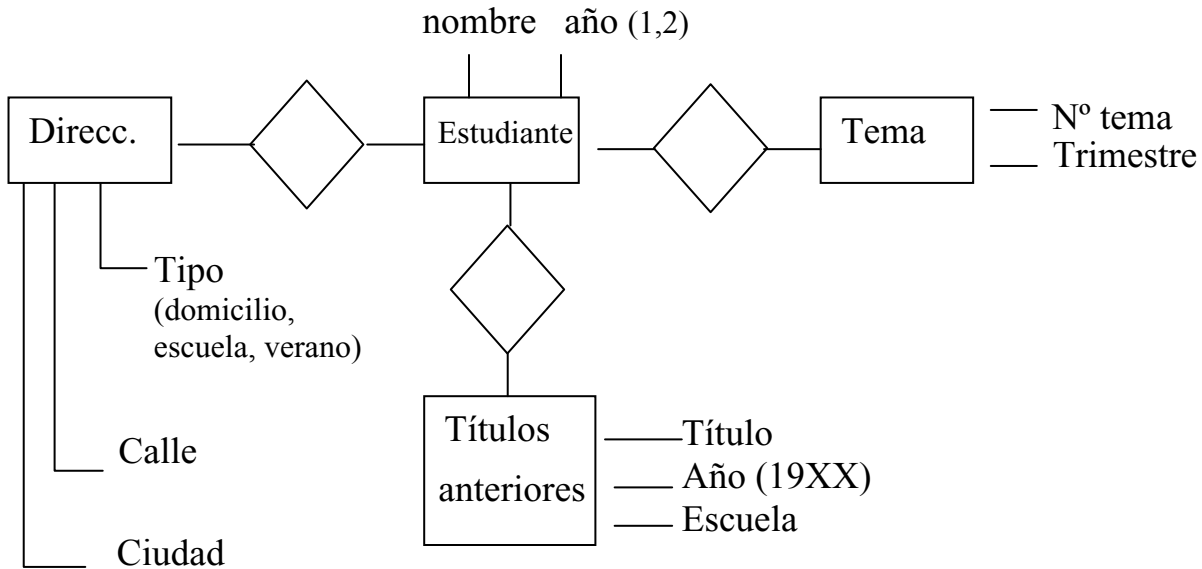 nombre año (1,2)
Direcc.
Estudiante
Tema
Nº tema
Trimestre
Tipo
(domicilio,
escuela, verano)
Calle
Ciudad
Títulos
anteriores
Título
Año (19XX)
Escuela